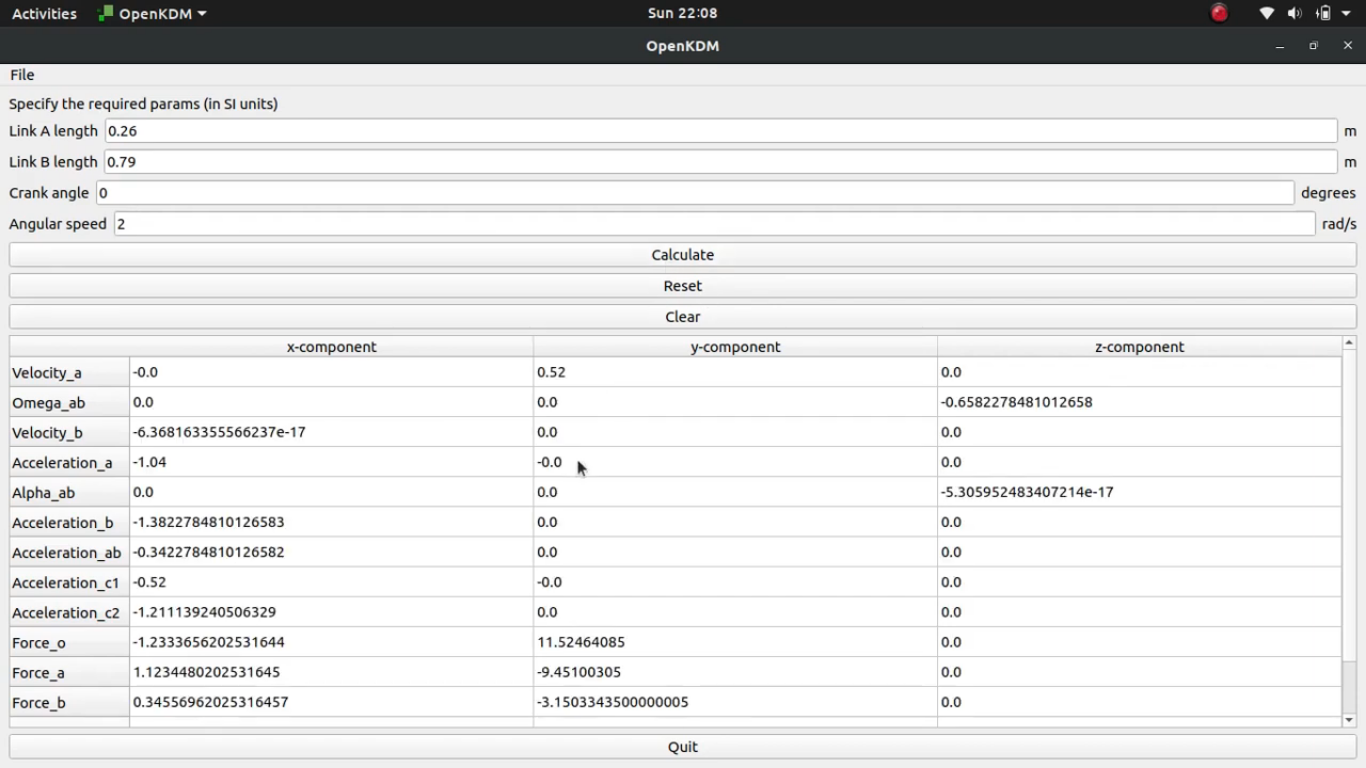 Activities OpenKDM Sun 22:08
OpenKDM
File
Specify the required params (in SI units)
Link A length 0.26 m
Link B length 0.79 m
Crank angle 0 degrees
Angular speed 2 rad/s
Calculate
Reset
Clear
x-component y-component z-component
Velocity_a -0.0 0.52 0.0
Omega_ab 0.0 0.0 -0.6582278481012658
Velocity_b -6.368163355566237e-17 0.0 0.0
Acceleration_a -1.04 -0.0 0.0
Alpha_ab 0.0 0.0 -5.305952483407214e-17
Acceleration_b -1.3822784810126583 0.0 0.0
Acceleration_ab -0.3422784810126582 0.0 0.0
Acceleration_c1 -0.52 -0.0 0.0
Acceleration_c2 -1.211139240506329 0.0 0.0
Force_o -1.2333656202531644 11.52464085 0.0
Force_a 1.1234480202531645 -9.45100305 0.0
Force_b 0.34556962025316457 -3.1503343500000005 0.0
Quit